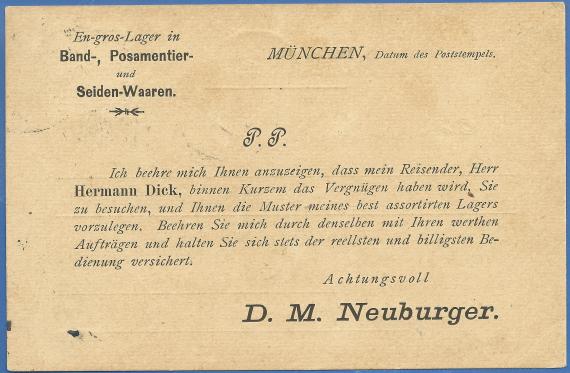 En-gros-Lager in
Band-, Posamentier-
und
Seiden-Waaren.
MÜNCHEN, Datum des Poststempels.
P. P.
Ich beehre mich Ihnen anzuzeigen, dass mein Reisender, Herr
Hermann Dick, binnen Kurzem das Vergnügen haben wird, Sie
zu besuchen, und Ihnen die Muster meines best assortirten Lagers
vorzulegen. Beehren Sie mich durch denselben mit Ihren werthen
Aufträgen und halten Sie sich stets der reellsten und billigsten Be-
dienung versichert.
Achtungsvoll
D. M. Neuburger.